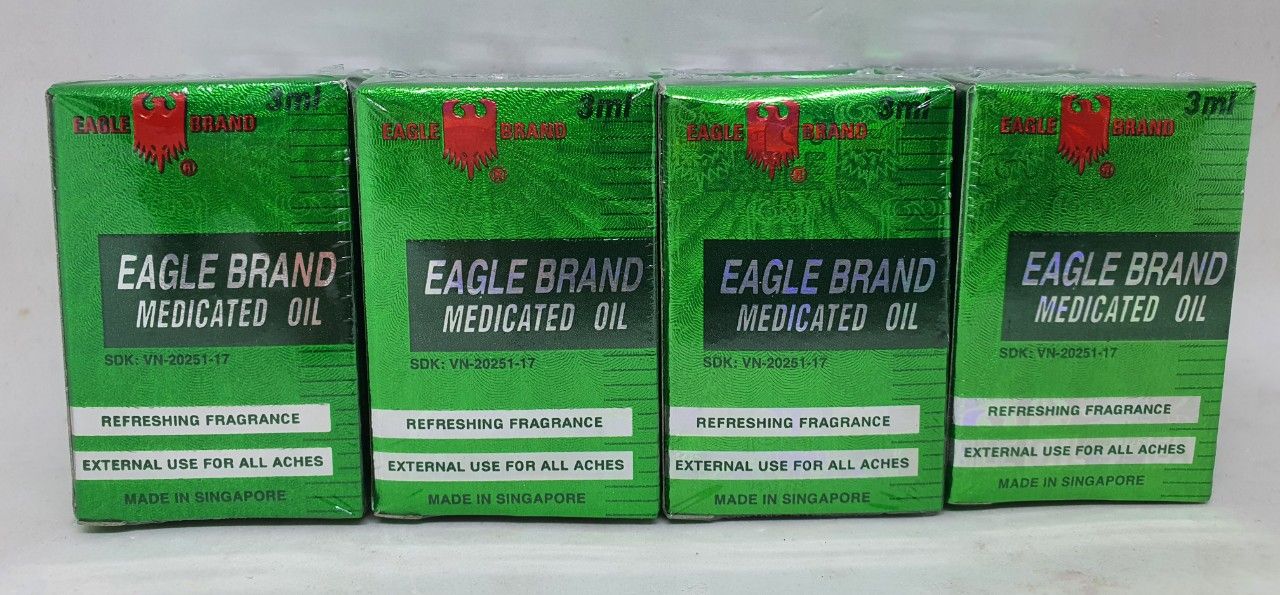 3ml
EAGLE BRAND
®
EAGLE BRAND
MEDICATED OIL
SDK: VN-20251-17
REFRESHING FRAGRANCE
EXTERNAL USE FOR ALL ACHES
MADE IN SINGAPORE
3ml
EAGLE BRAND
®
EAGLE BRAND
MEDICATED OIL
SDK: VN-20251-17
REFRESHING FRAGRANCE
EXTERNAL USE FOR ALL ACHES
MADE IN SINGAPORE
3ml
EAGLE BRAND
®
EAGLE BRAND
MEDICATED OIL
SDK: VN-20251-17
REFRESHING FRAGRANCE
EXTERNAL USE FOR ALL ACHES
MADE IN SINGAPORE
3ml
EAGLE BRAND
®
EAGLE BRAND
MEDICATED OIL
SDK: VN-20251-17
REFRESHING FRAGRANCE
EXTERNAL USE FOR ALL ACHES
MADE IN SINGAPORE